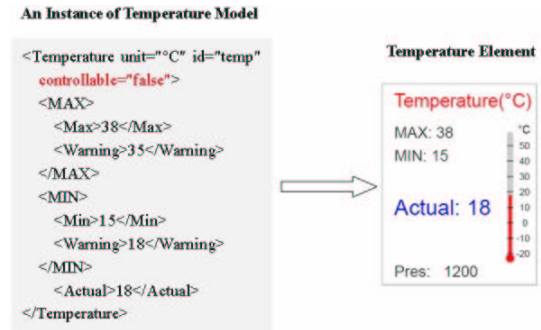 An Instance of Temperature Model
<Temperature unit="°C" id="temp"
controllable="false">
<MAX>
<Max>38</Max>
<Warning>35</Warning>
</MAX>
<MIN>
<Min>15</Min>
<Warning>18</Warning>
</MIN>
<Actual>18</Actual>
</Temperature>
Temperature Element
Temperature(°C)
MAX: 38
MIN: 15
Actual: 18
Pres: 1200
°C
50
40
30
20
10
0
-10
-20